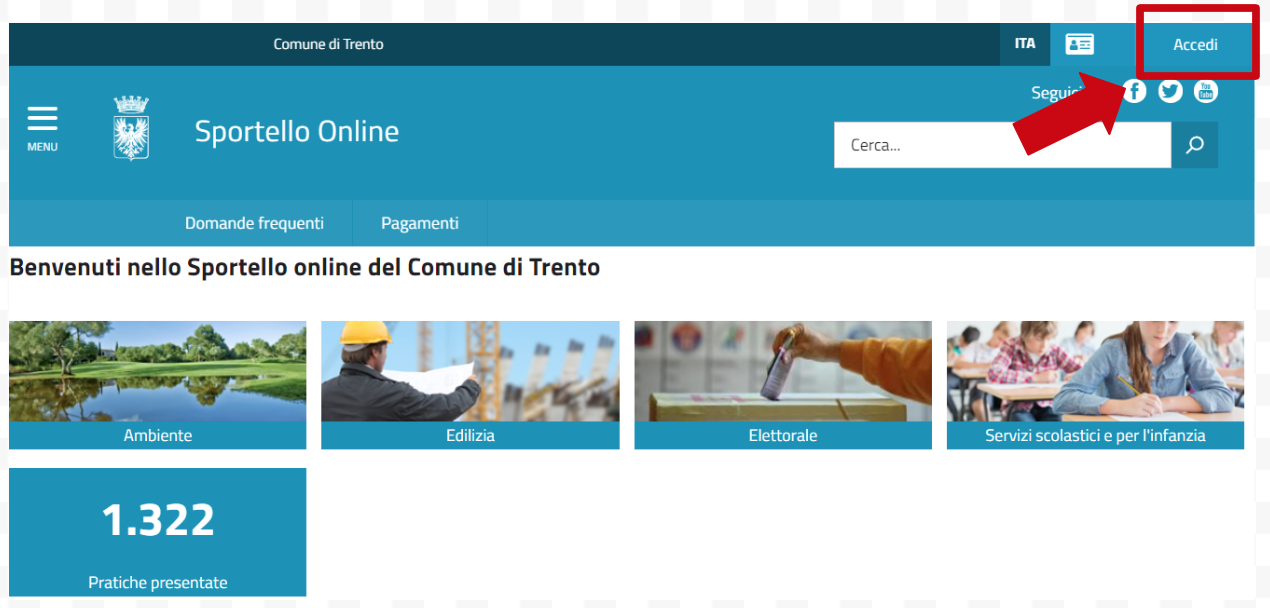 Comune di Trento
ITA
Accedi
MENU
Sportello Online
Cerca...
You
Tube
Domande frequenti
Pagamenti
Benvenuti nello Sportello online del Comune di Trento
Ambiente
Edilizia
Elettorale
Servizi scolastici e per l'infanzia
1.322
Pratiche presentate